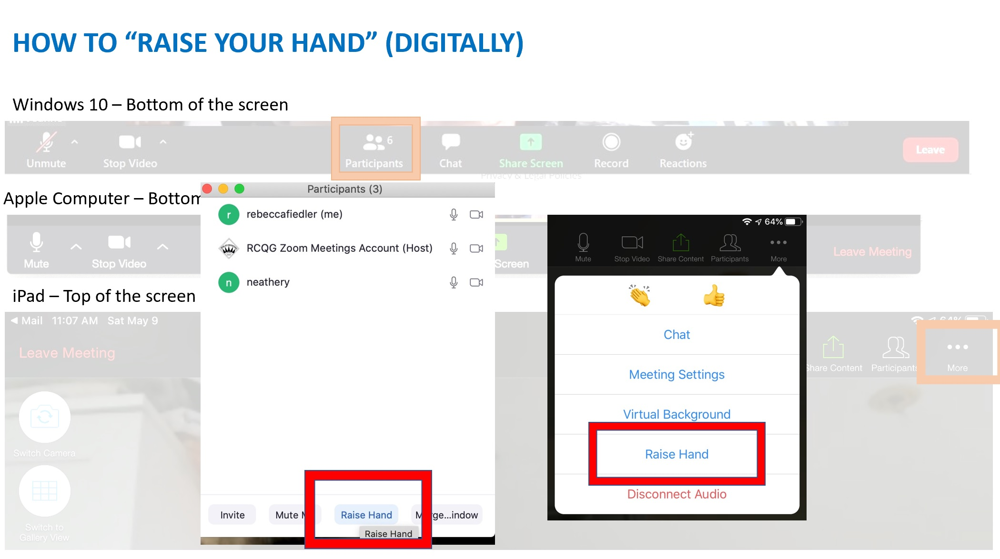 HOW TO “RAISE YOUR HAND” (DIGITALLY)
Windows 10 – Bottom of the screen
6
Unmute
Stop Video
Participants
Chat
Share Screen
Record
Reactions
Leave
Privacy & Legal Policies
Apple Computer – Bottom
Mute
Stop Video
Screen
Leave Meeting
Participants (3)
r
rebeccafiedler (me)
RCQG Zoom Meetings Account (Host)
n
neathery
Invite
Mute
Raise Hand
Raise Hand
64%
Mute
Stop Video
Share Content
Participants
More
Chat
Meeting Settings
Virtual Background
Raise Hand
Disconnect Audio
iPad – Top of the screen
Mail 11:07 AM Sat May 9
64%
Leave Meeting
Share Content
Participants
More
Switch Camera
Switch to
Gallery View